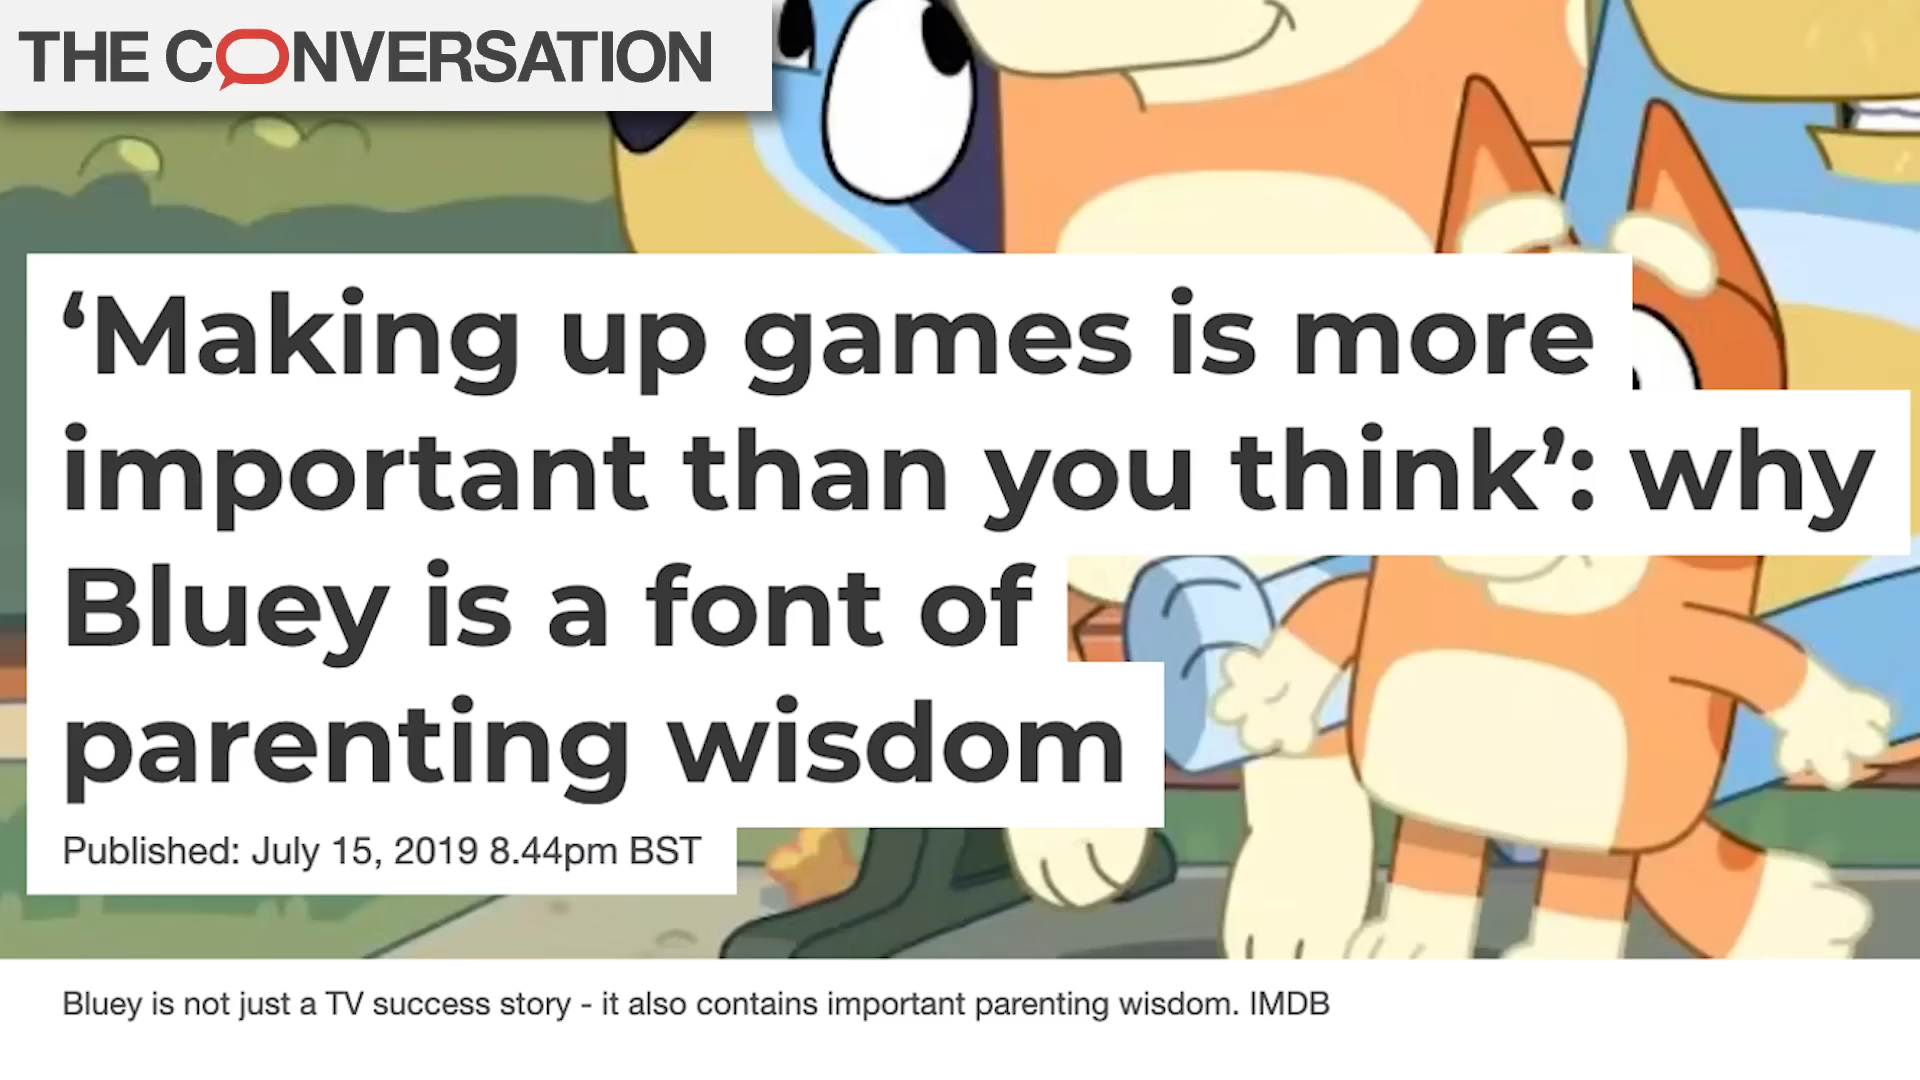 THE CONVERSATION
‘Making up games is more
important than you think’: why
Bluey is a font of
parenting wisdom
Published: July 15, 2019 8.44pm BST
Bluey is not just a TV success story - it also contains important parenting wisdom. IMDB